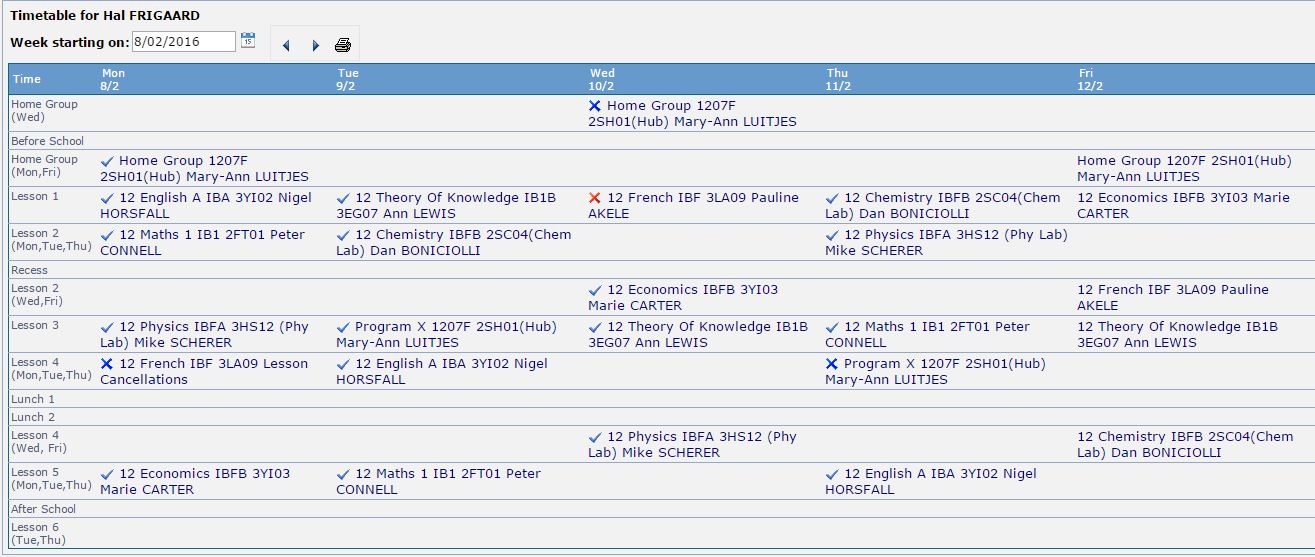 Timetable for Hal FRIGAARD
Week starting on: 8/02/2016 15
Time Mon Tue Wed Thu Fri
8/2 9/2 10/2 11/2 12/2
Home Group Home Group 1207F
(Wed) 2SH01(Hub) Mary-Ann LUITJES
Before School
Home Group Home Group 1207F Home Group 1207F 2SH01(Hub)
(Mon,Fri) 2SH01(Hub) Mary-Ann LUITJES Mary-Ann LUITJES
Lesson 1 12 English A IBA 3YI02 Nigel 12 Theory Of Knowledge IB1B 12 French IBF 3LA09 Pauline 12 Chemistry IBFB 2SC04(Chem 12 Economics IBFB 3YI03 Marie
HORSFALL 3EG07 Ann LEWIS AKELE Lab) Dan BONICIOLLI CARTER
Lesson 2 12 Maths 1 IB1 2FT01 Peter 12 Chemistry IBFB 2SC04(Chem 12 Physics IBFA 3HS12 (Phy Lab)
(Mon,Tue,Thu) CONNELL Lab) Dan BONICIOLLI Mike SCHERER
Recess
Lesson 2 12 Economics IBFB 3YI03 12 French IBF 3LA09 Pauline
(Wed,Fri) Marie CARTER AKELE
Lesson 3 12 Physics IBFA 3HS12 (Phy Program X 1207F 2SH01(Hub) 12 Theory Of Knowledge IB1B 12 Maths 1 IB1 2FT01 Peter 12 Theory Of Knowledge IB1B
Lab) Mike SCHERER Mary-Ann LUITJES 3EG07 Ann LEWIS CONNELL 3EG07 Ann LEWIS
Lesson 4 12 French IBF 3LA09 Lesson 12 English A IBA 3YI02 Nigel Program X 1207F 2SH01(Hub)
(Mon,Tue,Thu) Cancellations HORSFALL Mary-Ann LUITJES
Lunch 1
Lunch 2
Lesson 4 12 Physics IBFA 3HS12 (Phy 12 Chemistry IBFB 2SC04(Chem
(Wed, Fri) Lab) Mike SCHERER Lab) Dan BONICIOLLI
Lesson 5 12 Economics IBFB 3YI03 12 Maths 1 IB1 2FT01 Peter 12 English A IBA 3YI02 Nigel
(Mon,Tue,Thu) Marie CARTER CONNELL HORSFALL
After School
Lesson 6
(Tue,Thu)